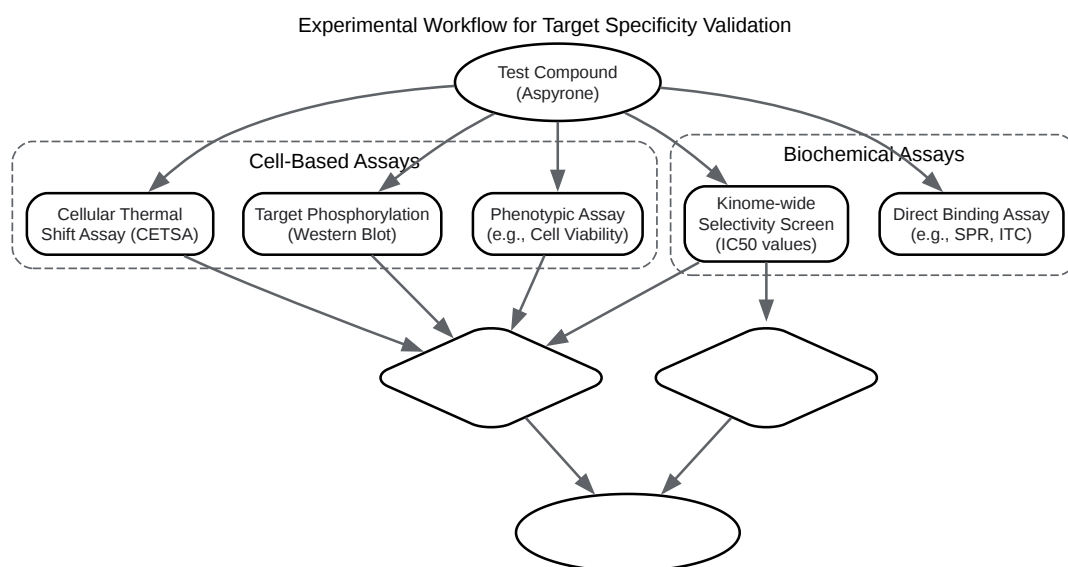 Experimental Workflow for Target Specificity Validation
Test Compound
(Aspyrone)
Cell-Based Assays
Biochemical Assays
Cellular Thermal
Shift Assay (CETSA)
Target Phosphorylation
(Western Blot)
Phenotypic Assay
(e.g., Cell Viability)
Kinome-wide
Selectivity Screen
(IC50 values)
Direct Binding Assay
(e.g., SPR, ITC)